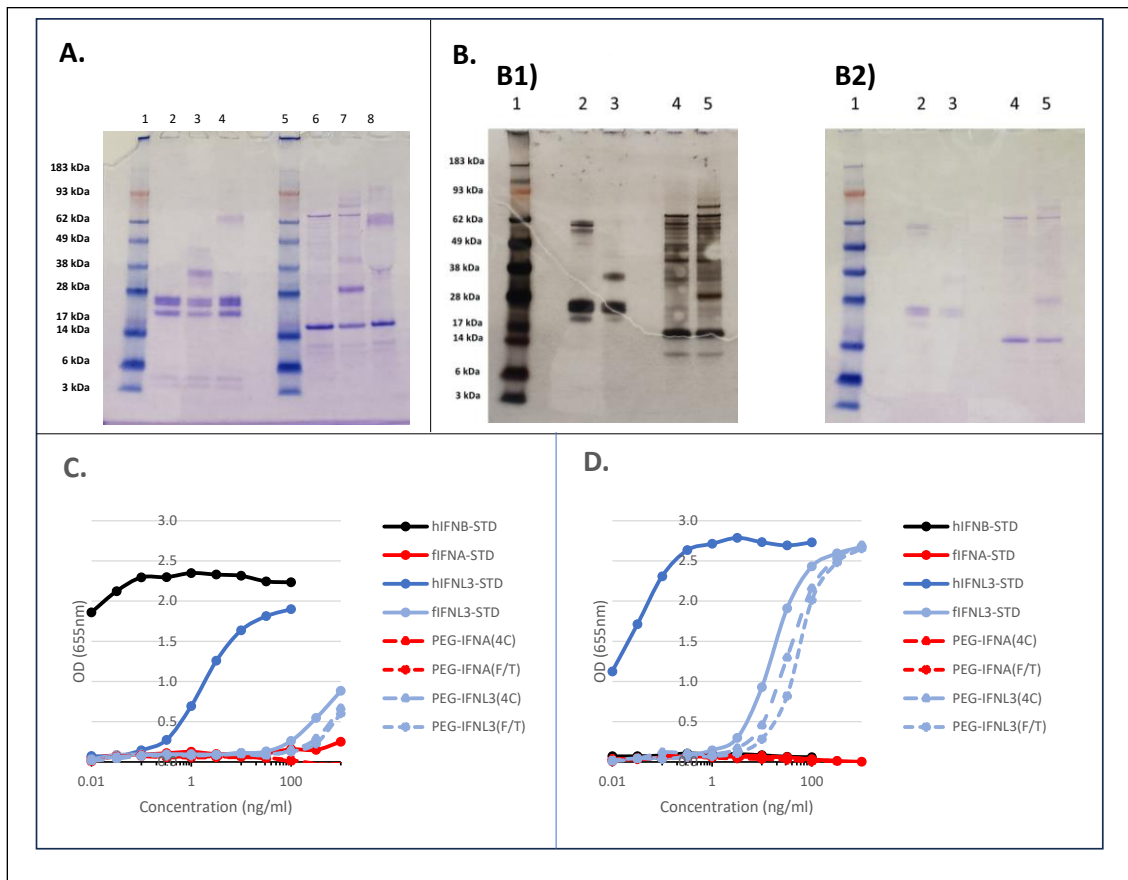 A.
1 2 3 4 5 6 7 8
183 kDa
93 kDa
62 kDa
49 kDa
38 kDa
28 kDa
17 kDa
14 kDa
6 kDa
3 kDa
B.
B1)
1 2 3 4 5
183 kDa
93 kDa
62 kDa
49 kDa
38 kDa
28 kDa
17 kDa
14 kDa
6 kDa
3 kDa
B2)
1 2 3 4 5
C.
3.0
2.5
2.0
1.5
1.0
0.5
0.0
OD (655nm)
0.01 1 100
Concentration (ng/ml)
hIFNB-STD
fIFNA-STD
hIFNL3-STD
fIFNL3-STD
PEG-IFNA(4C)
PEG-IFNA(F/T)
PEG-IFNL3(4C)
PEG-IFNL3(F/T)
D.
3.0
2.5
2.0
1.5
1.0
0.5
0.0
OD (655nm)
0.01 1 100
Concentration (ng/ml)
hIFNB-STD
fIFNA-STD
hIFNL3-STD
fIFNL3-STD
PEG-IFNA(4C)
PEG-IFNA(F/T)
PEG-IFNL3(4C)
PEG-IFNL3(F/T)